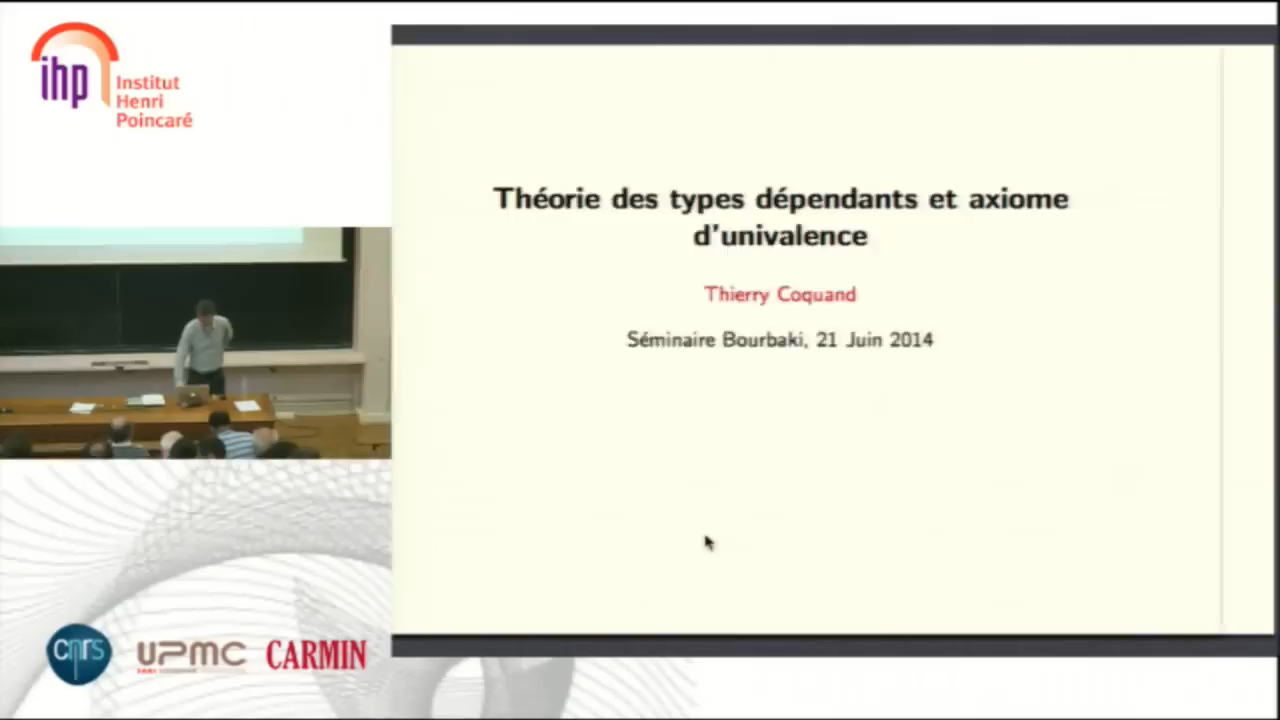 ihp
Institut
Henri
Poincaré
Théorie des types dépendants et axiome
d'univalence
Thierry Coquand
Séminaire Bourbaki, 21 Juin 2014
cnrs
UPMC
CARMIN